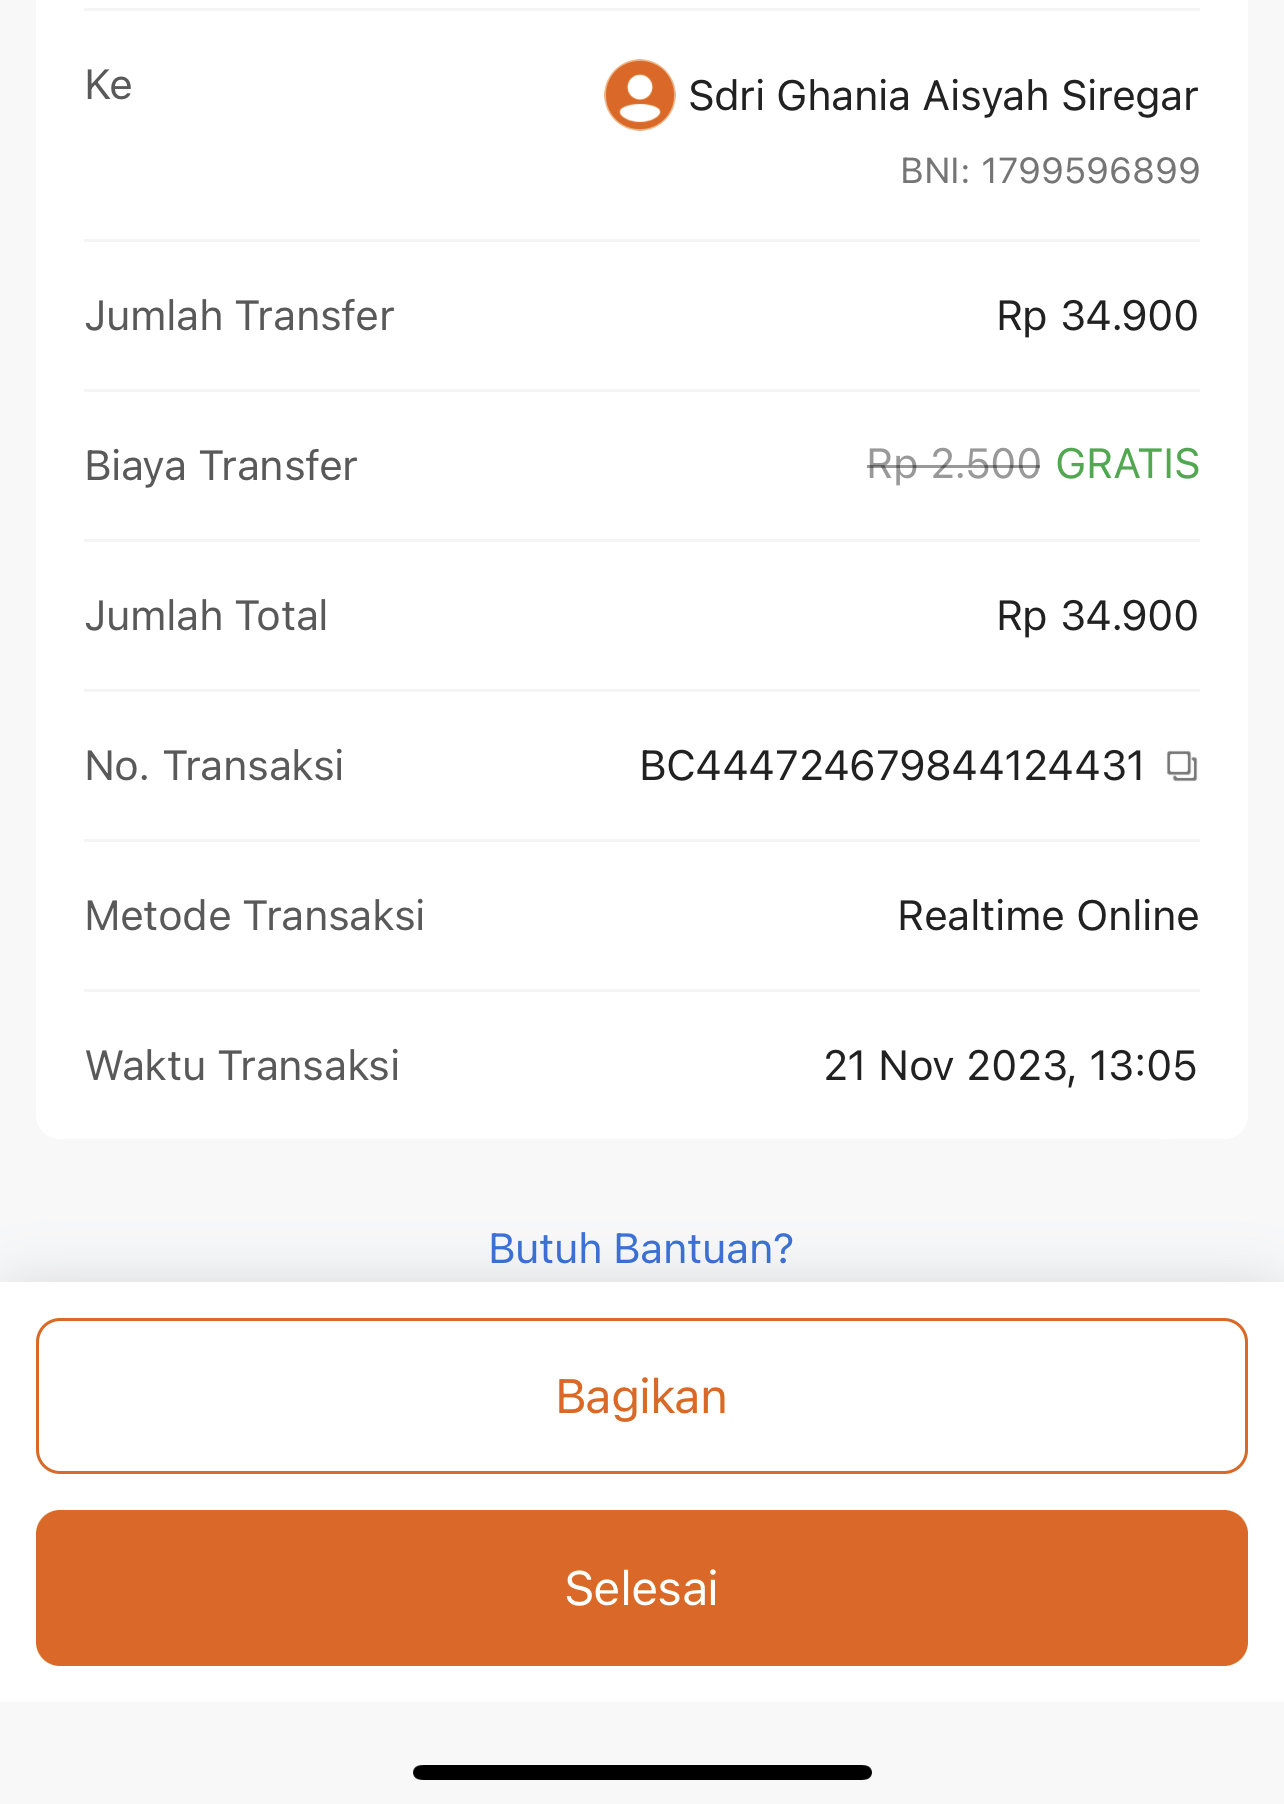 Ke
Sdri Ghania Aisyah Siregar
BNI: 1799596899
Jumlah Transfer Rp 34.900
Biaya Transfer Rp 2.500 GRATIS
Jumlah Total Rp 34.900
No. Transaksi BC444724679844124431
Metode Transaksi Realtime Online
Waktu Transaksi 21 Nov 2023, 13:05
Butuh Bantuan?
Bagikan
Selesai